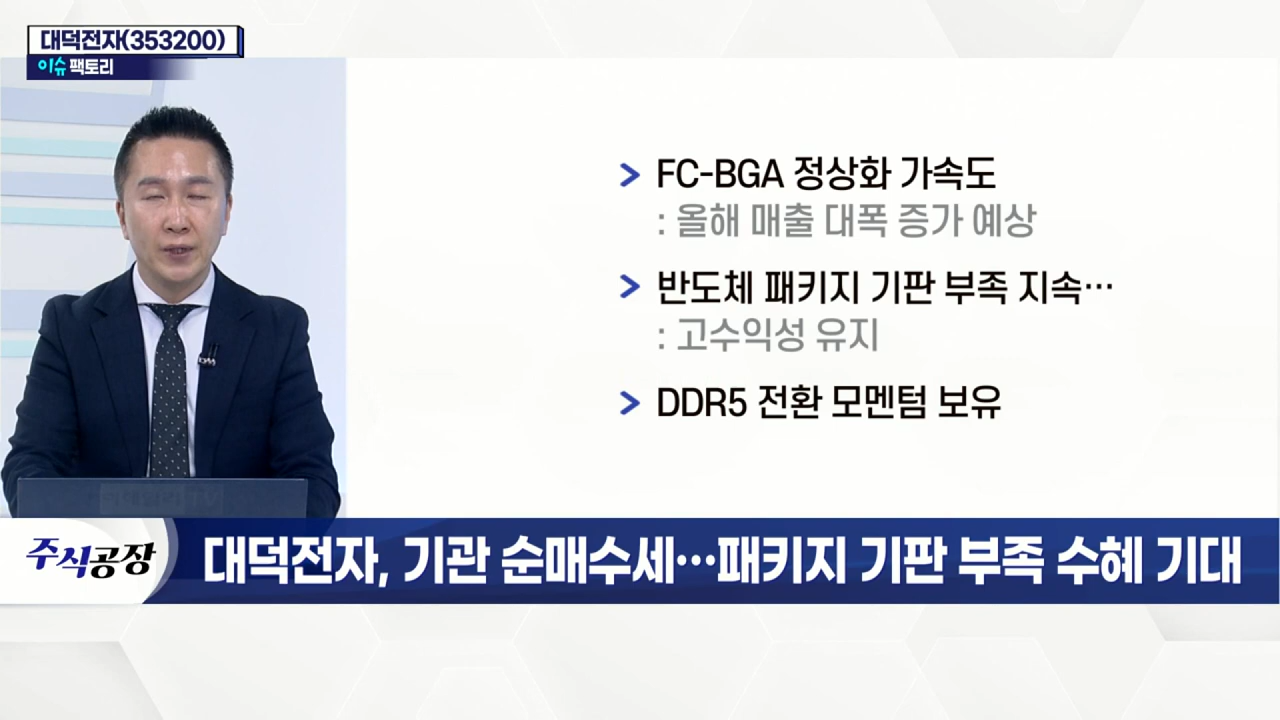 대덕전자(353200)
이슈 팩토리
> FC-BGA 정상화 가속도
: 올해 매출 대폭 증가 예상
> 반도체 패키지 기판 부족 지속…
: 고수익성 유지
> DDR5 전환 모멘텀 보유
주식공장
대덕전자, 기관 순매수세…패키지 기판 부족 수혜 기대